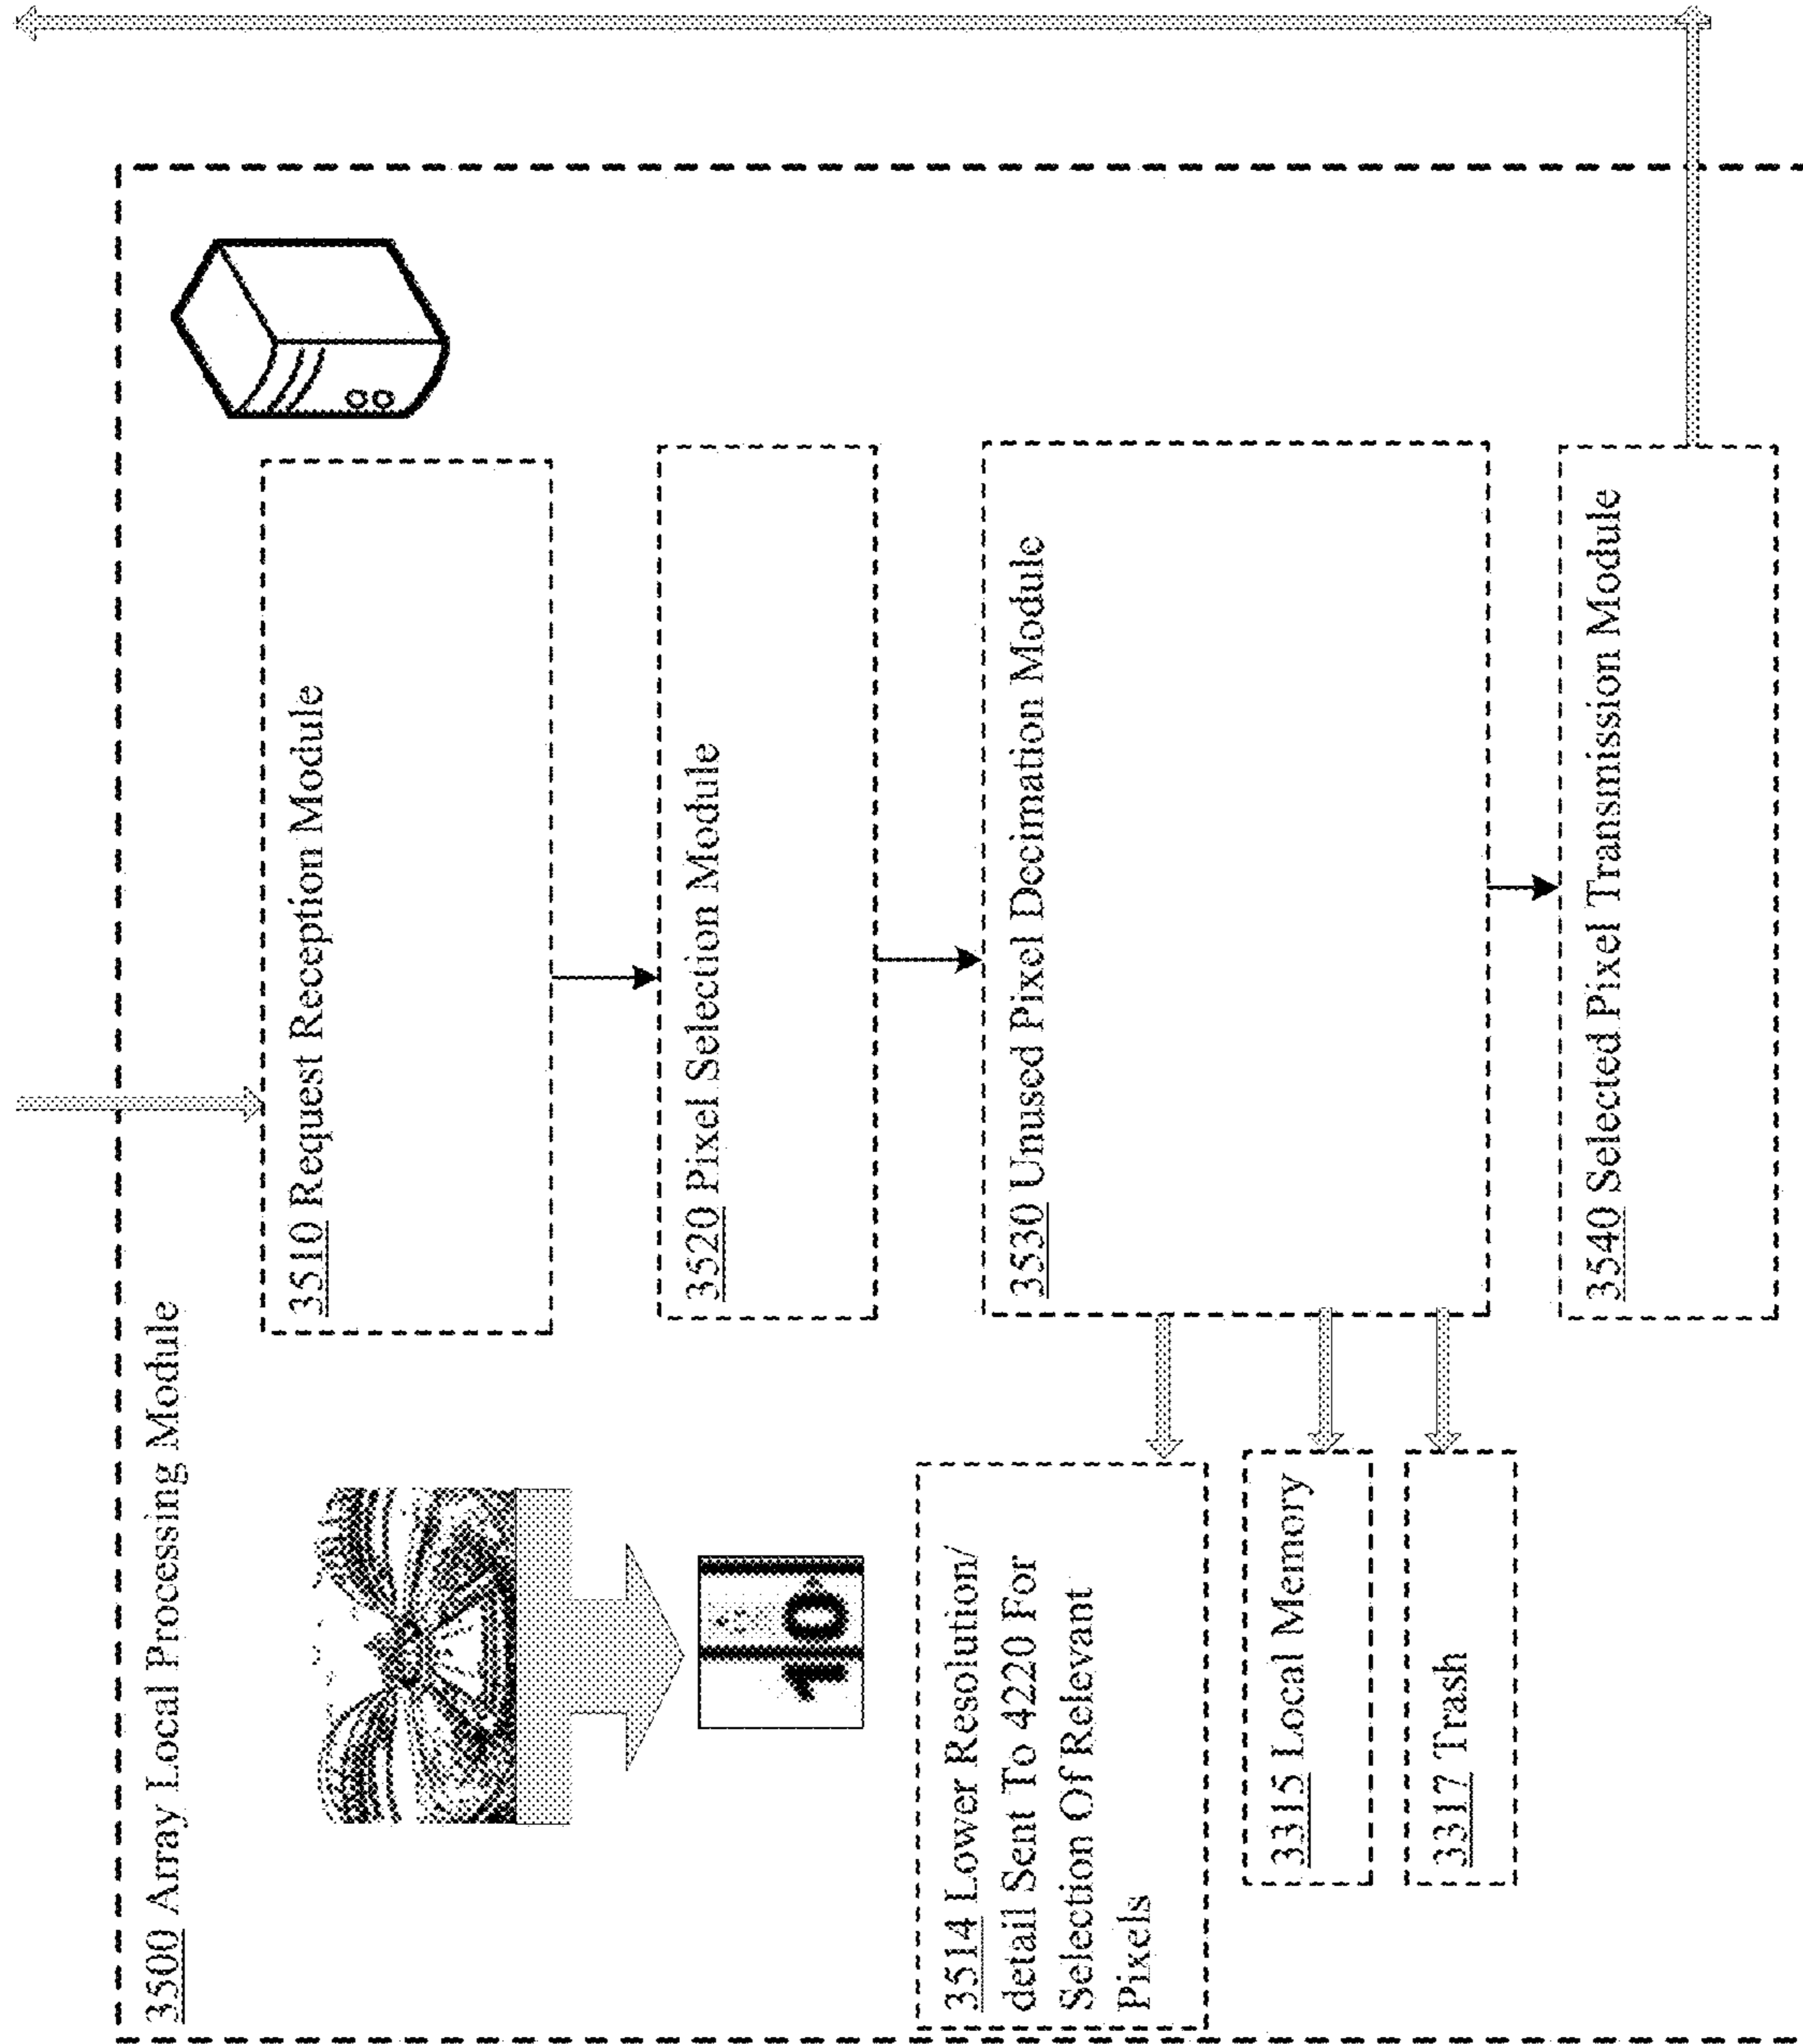 3500 Array Local Processing Module
3510 Request Reception Module
3520 Pixel Selection Module
3530 Unused Pixel Decimation Module
3540 Selected Pixel Transmission Module
10
3514 Lower Resolution/
detail Sent To 4220 For
Selection Of Relevant
Pixels
3315 Local Memory
3317 Trash